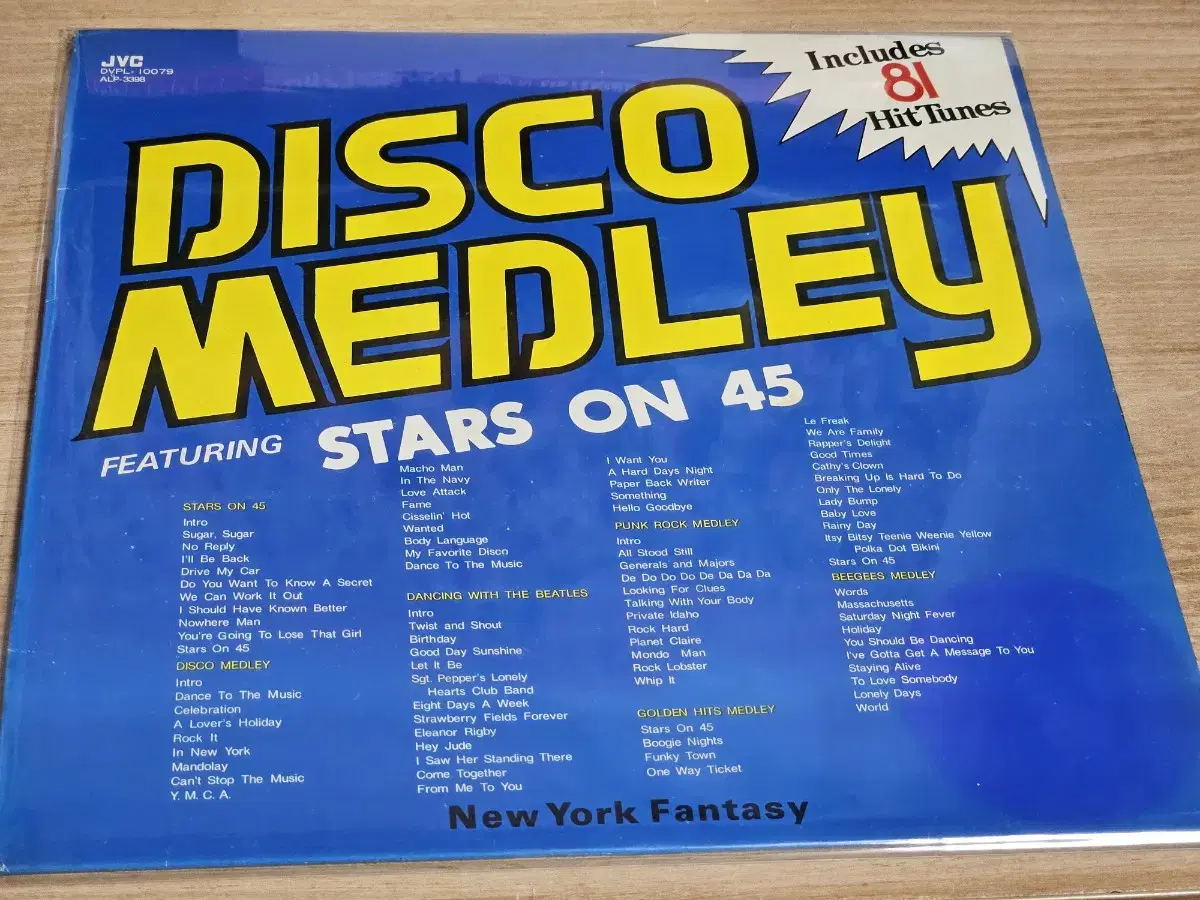 JVC
DVPL-10079
ALP-3398
Includes
81
Hit Tunes
DISCO
MEDLEY
FEATURING STARS ON 45
STARS ON 45
Intro
Sugar, Sugar
No Reply
I'll Be Back
Drive My Car
Do You Want To Know A Secret
We Can Work It Out
I Should Have Known Better
Nowhere Man
You're Going To Lose That Girl
Stars On 45
DISCO MEDLEY
Intro
Dance To The Music
Celebration
A Lover's Holiday
Rock It
In New York
Mandolay
Can't Stop The Music
Y. M. C. A.
Macho Man
In The Navy
Love Attack
Fame
Cisselin' Hot
Wanted
Body Language
My Favorite Disco
Dance To The Music
DANCING WITH THE BEATLES
Intro
Twist and Shout
Birthday
Good Day Sunshine
Let It Be
Sgt. Pepper's Lonely
Hearts Club Band
Eight Days A Week
Strawberry Fields Forever
Eleanor Rigby
Hey Jude
I Saw Her Standing There
Come Together
From Me To You
I Want You
A Hard Days Night
Paper Back Writer
Something
Hello Goodbye
PUNK ROCK MEDLEY
Intro
All Stood Still
Generals and Majors
De Do Do Do De Da Da Da
Looking For Clues
Talking With Your Body
Private Idaho
Rock Hard
Planet Claire
Mondo Man
Rock Lobster
Whip It
GOLDEN HITS MEDLEY
Stars On 45
Boogie Nights
Funky Town
One Way Ticket
Le Freak
We Are Family
Rapper's Delight
Good Times
Cathy's Clown
Breaking Up Is Hard To Do
Only The Lonely
Lady Bump
Baby Love
Rainy Day
Itsy Bitsy Teenie Weenie Yellow
Polka Dot Bikini
Stars On 45
BEEGEES MEDLEY
Words
Massachusetts
Saturday Night Fever
Holiday
You Should Be Dancing
I've Gotta Get A Message To You
Staying Alive
To Love Somebody
Lonely Days
World
New York Fantasy